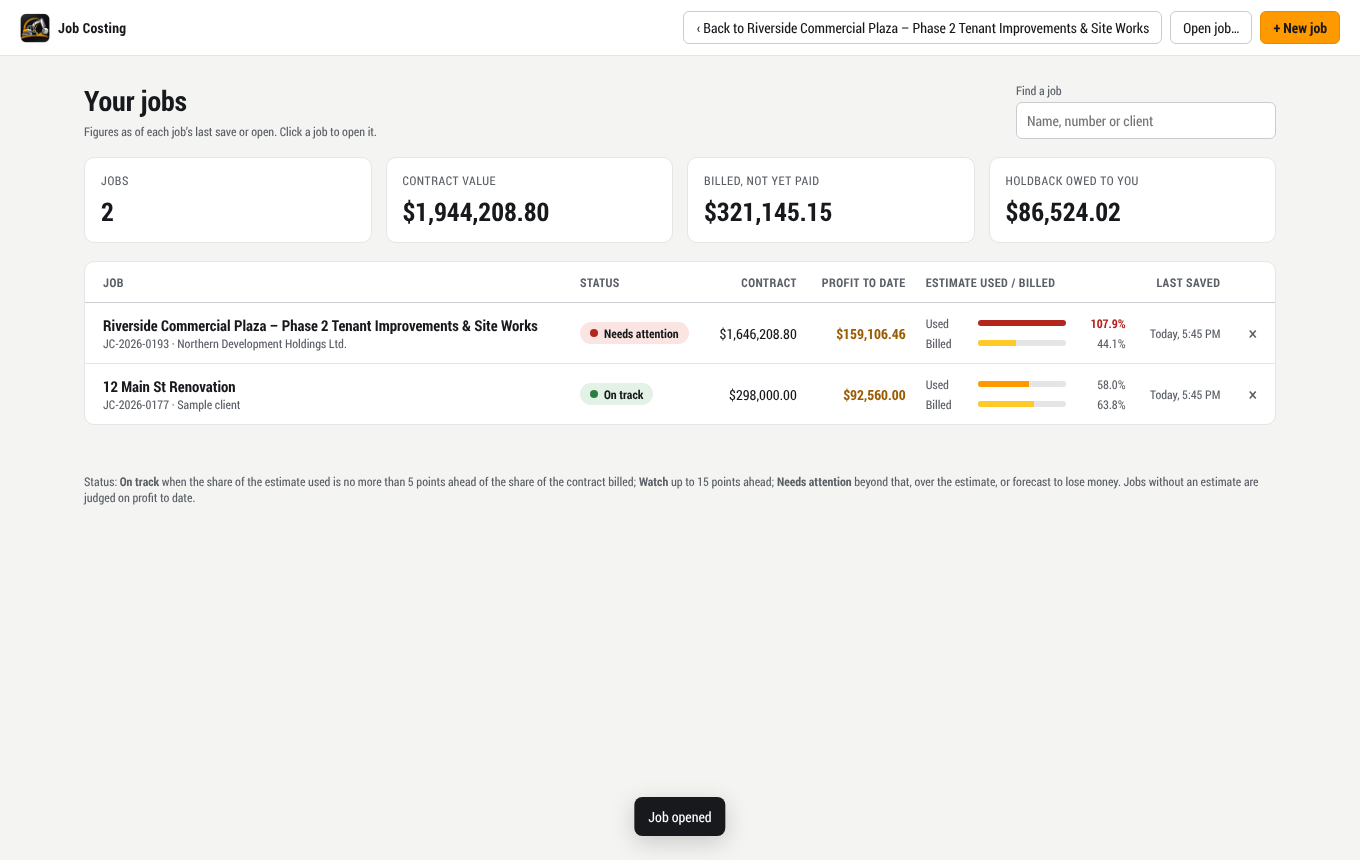 Job Costing
‹ Back to Riverside Commercial Plaza – Phase 2 Tenant Improvements & Site Works
Open job…
+ New job
Your jobs
Figures as of each job's last save or open. Click a job to open it.
Find a job
Name, number or client
JOBS
2
CONTRACT VALUE
$1,944,208.80
BILLED, NOT YET PAID
$321,145.15
HOLDBACK OWED TO YOU
$86,524.02
JOB STATUS CONTRACT PROFIT TO DATE ESTIMATE USED / BILLED LAST SAVED
Riverside Commercial Plaza – Phase 2 Tenant Improvements & Site Works
JC-2026-0193 · Northern Development Holdings Ltd.
Needs attention
$1,646,208.80
$159,106.46
Used 107.9%
Billed 44.1%
Today, 5:45 PM
×
12 Main St Renovation
JC-2026-0177 · Sample client
On track
$298,000.00
$92,560.00
Used 58.0%
Billed 63.8%
Today, 5:45 PM
×
Status: On track when the share of the estimate used is no more than 5 points ahead of the share of the contract billed; Watch up to 15 points ahead; Needs attention beyond that, over the estimate, or forecast to lose money. Jobs without an estimate are
judged on profit to date.
Job opened